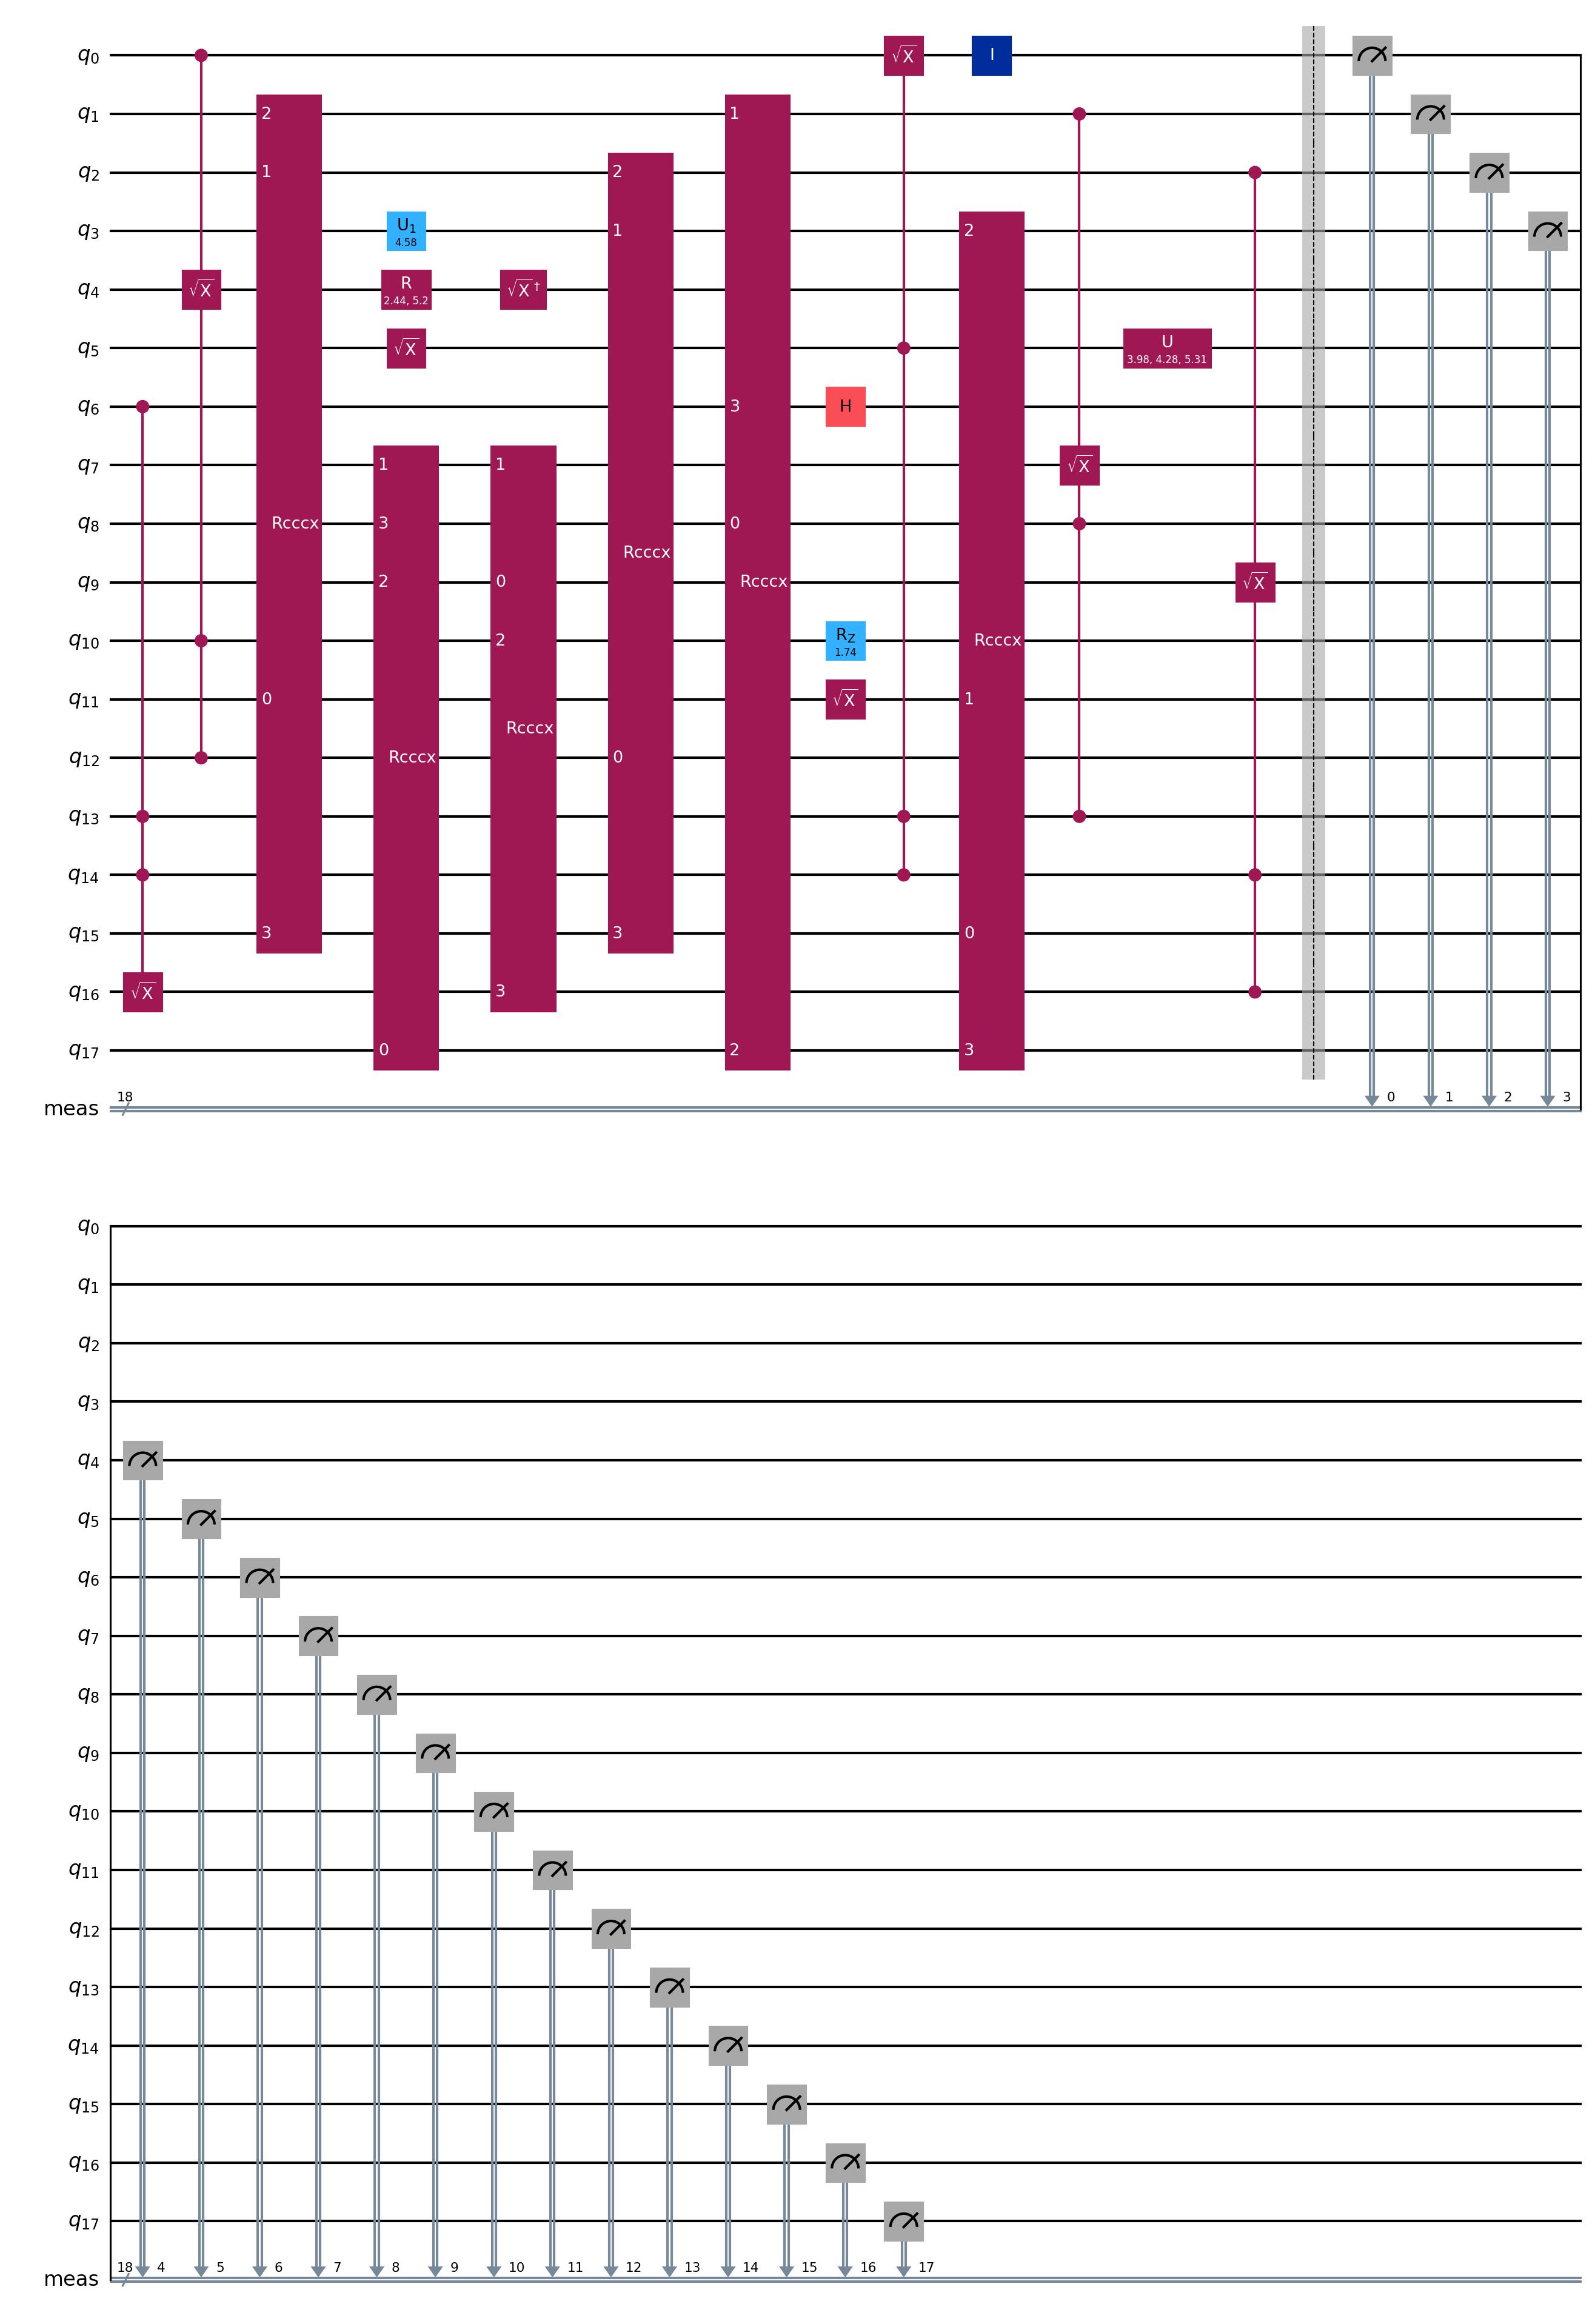 q0 √X I
q1 2 1
q2 1 2
q3 U1 4.58 1 2
q4 √X R 2.44, 5.2 √X†
q5 √X U 3.98, 4.28, 5.31
q6 3 H
q7 1 1 √X
q8 Rcccx 3 Rcccx 0
q9 2 0 Rcccx √X
q10 2 RZ 1.74 Rcccx
q11 0 Rcccx √X 1
q12 Rcccx 0
q13
q14
q15 3 3 0
q16 √X 3
q17 0 2 3
meas 18 0 1 2 3
q0
q1
q2
q3
q4
q5
q6
q7
q8
q9
q10
q11
q12
q13
q14
q15
q16
q17
meas 18 4 5 6 7 8 9 10 11 12 13 14 15 16 17